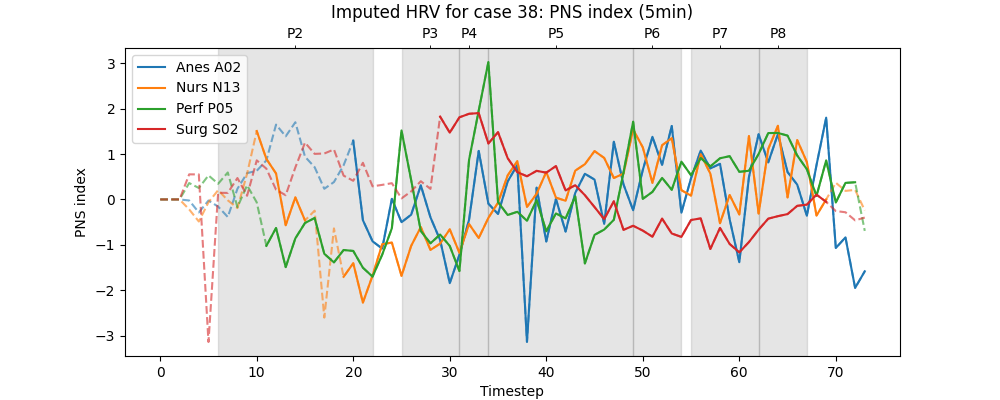 Imputed HRV for case 38: PNS index (5min)
P2 P3 P4 P5 P6 P7 P8
Anes A02
Nurs N13
Perf P05
Surg S02
PNS index
3
2
1
0
−1
−2
−3
0 10 20 30 40 50 60 70
Timestep